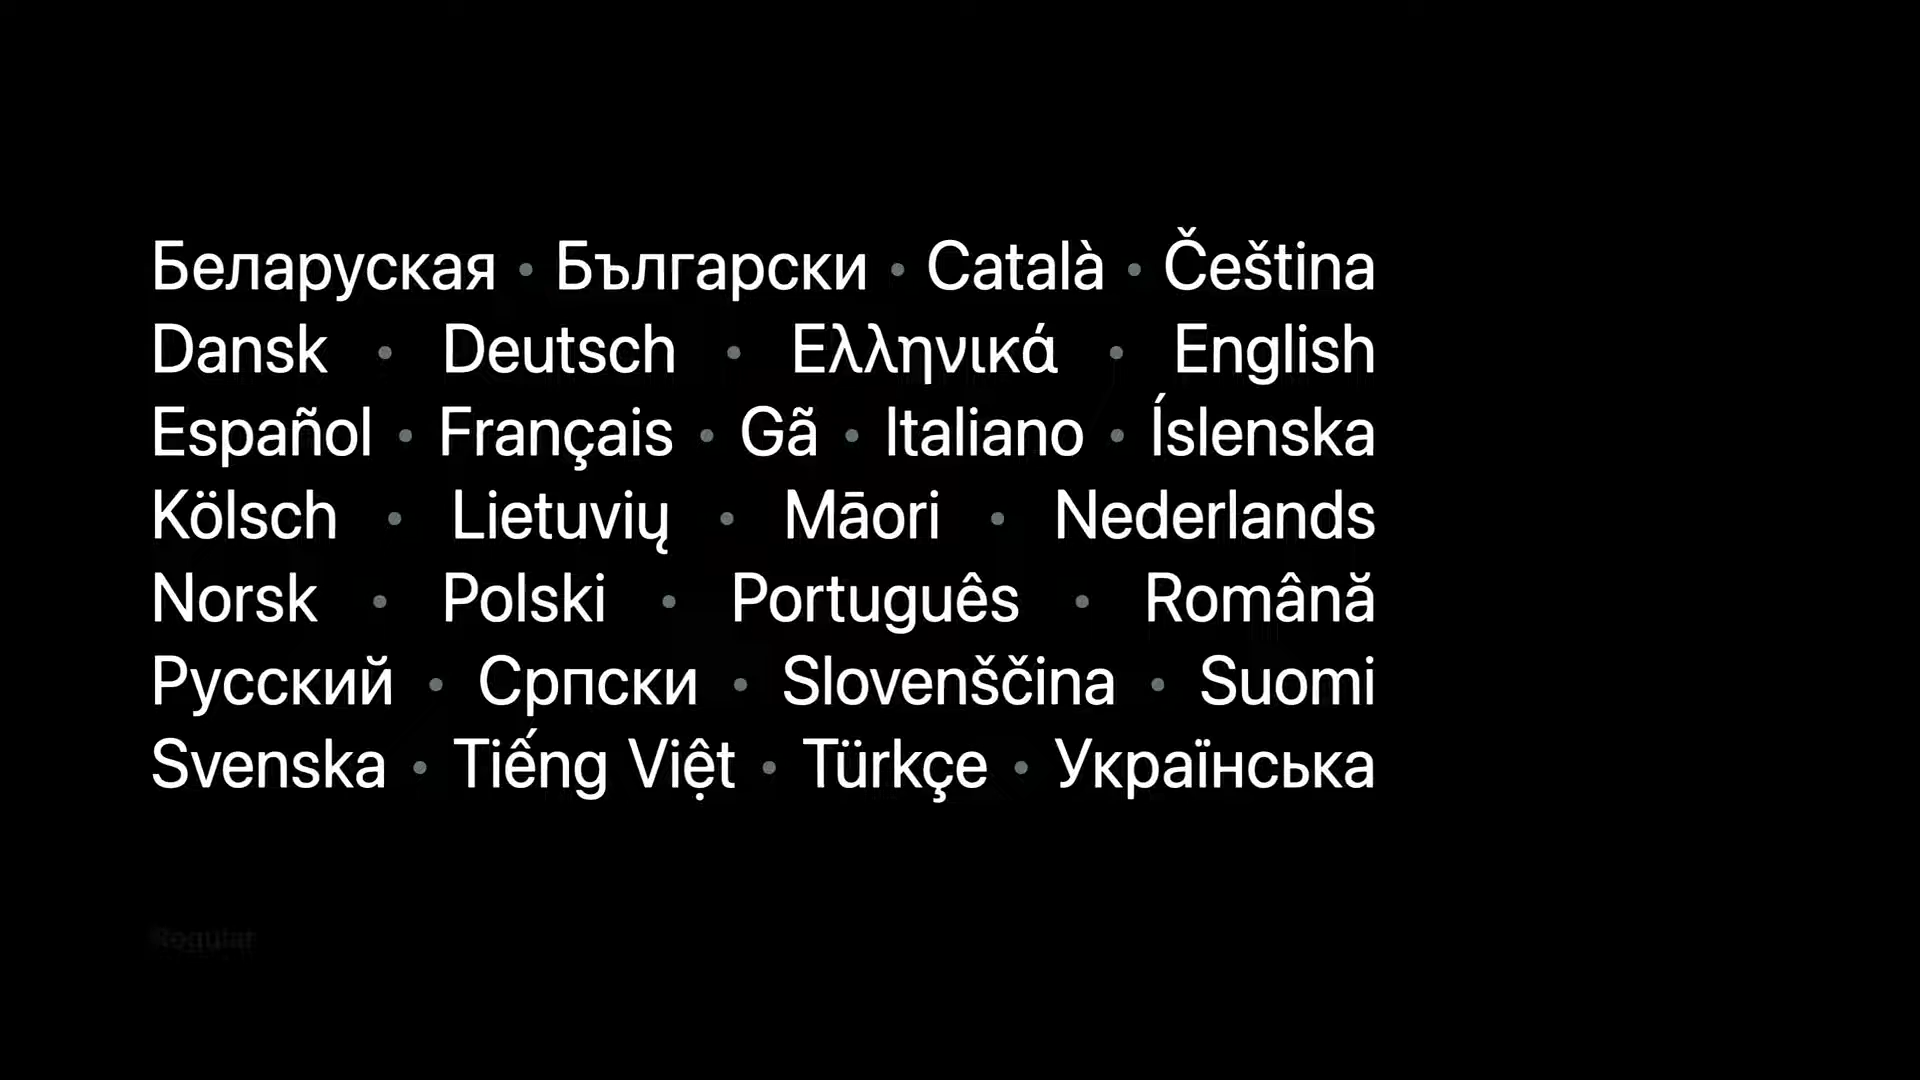 Беларуская • Български • Català • Čeština
Dansk • Deutsch • Ελληνικά • English
Español • Français • Gã • Italiano • Íslenska
Kölsch • Lietuvių • Māori • Nederlands
Norsk • Polski • Português • Română
Русский • Српски • Slovenščina • Suomi
Svenska • Tiếng Việt • Türkçe • Українська
Regular